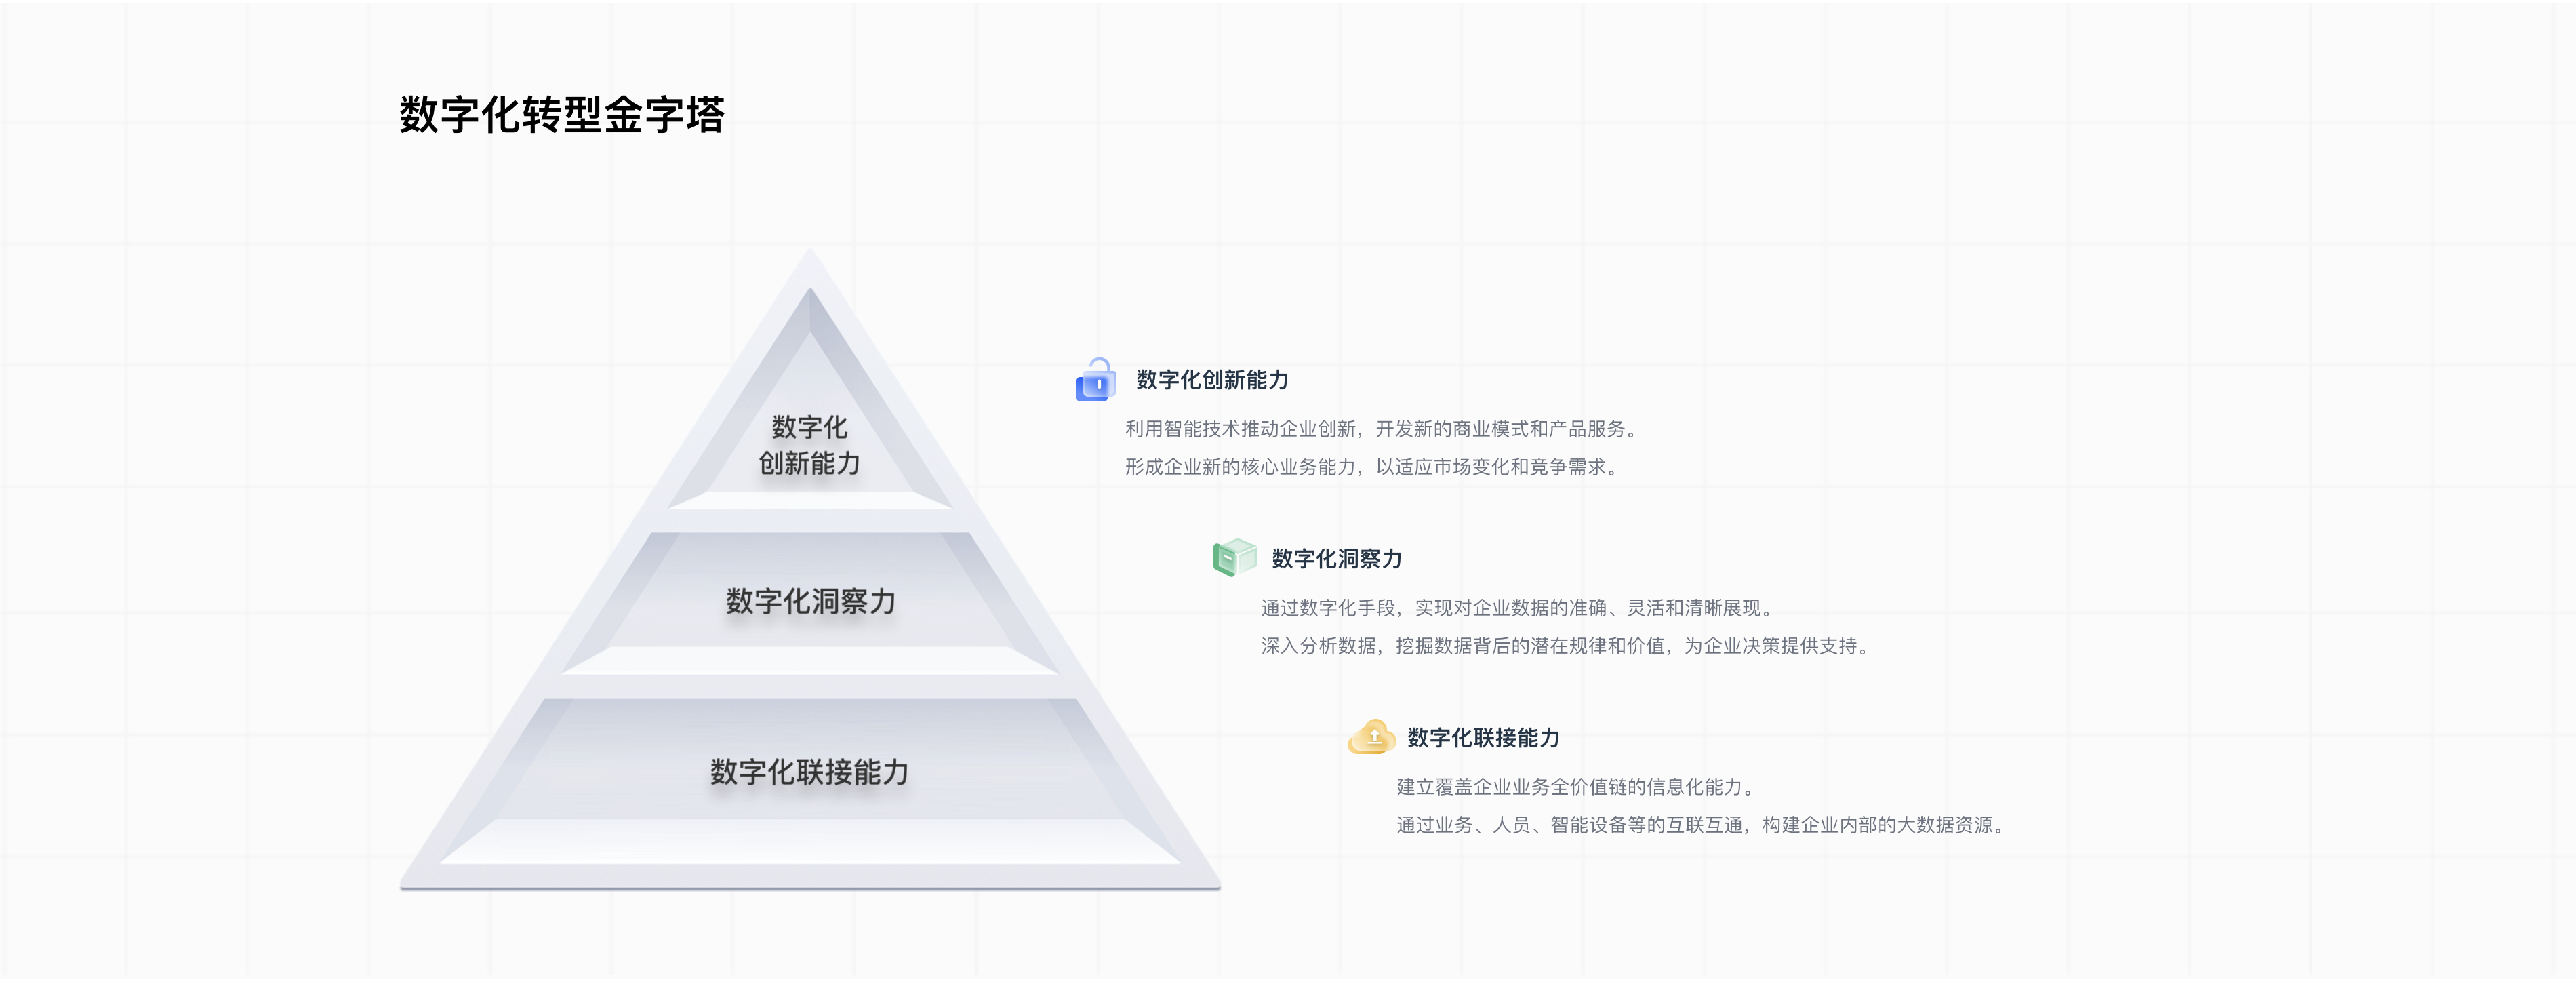 数字化转型金字塔
数字化
创新能力
数字化洞察力
数字化联接能力
数字化创新能力
利用智能技术推动企业创新，开发新的商业模式和产品服务。
形成企业新的核心业务能力，以适应市场变化和竞争需求。
数字化洞察力
通过数字化手段，实现对企业数据的准确、灵活和清晰展现。
深入分析数据，挖掘数据背后的潜在规律和价值，为企业决策提供支持。
数字化联接能力
建立覆盖企业业务全价值链的信息化能力。
通过业务、人员、智能设备等的互联互通，构建企业内部的大数据资源。